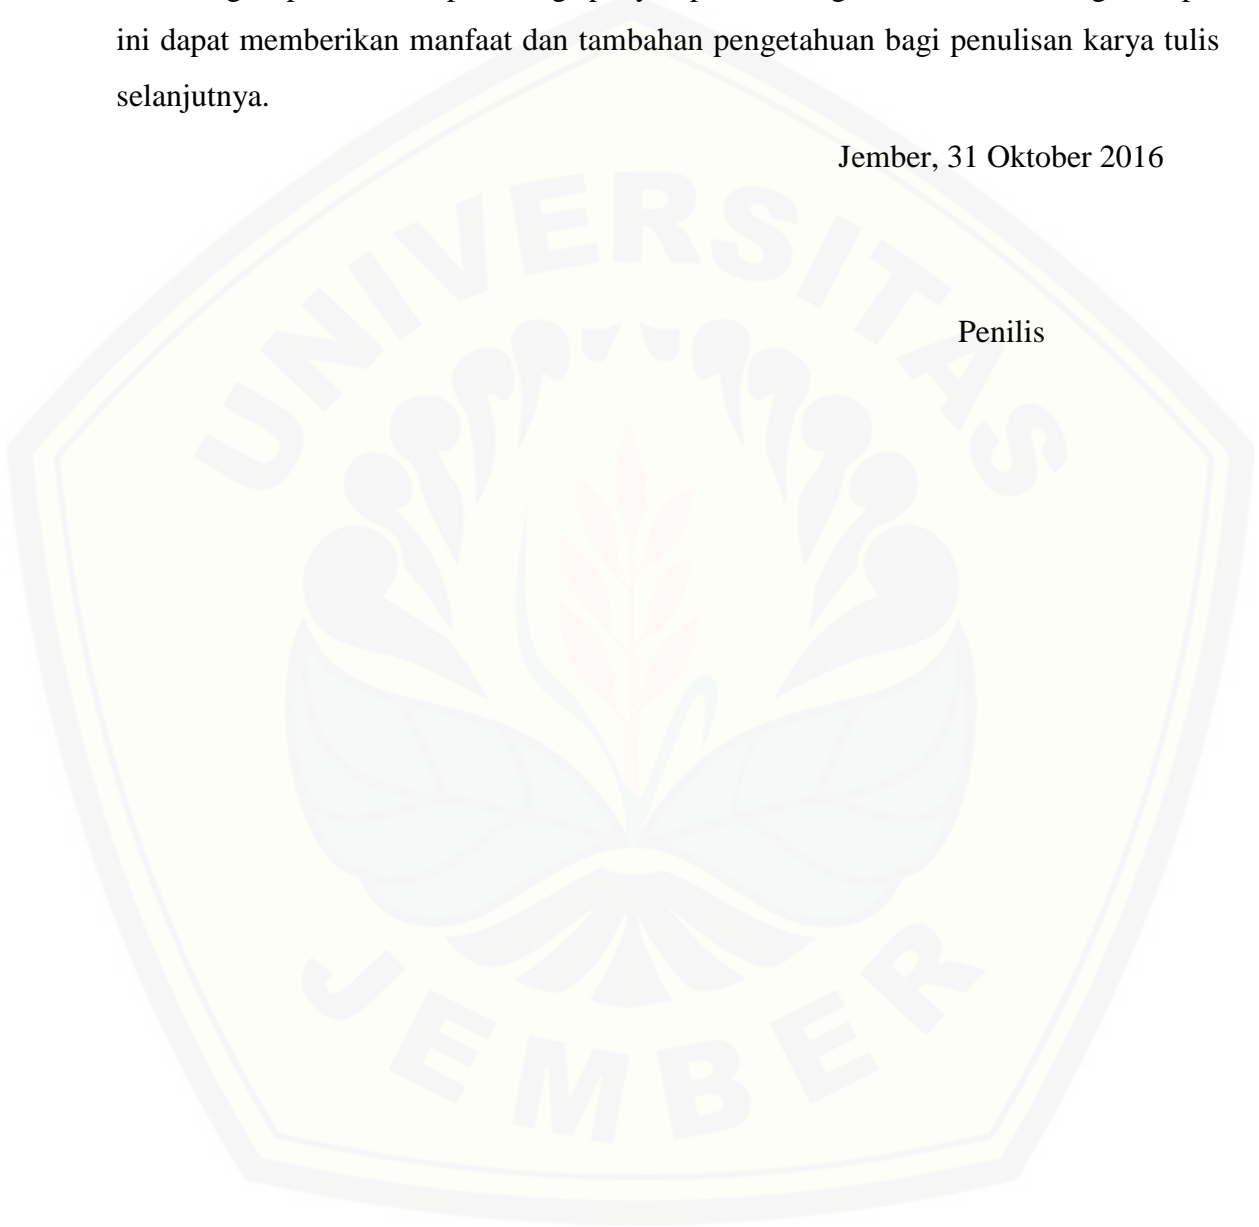 ini dapat memberikan manfaat dan tambahan pengetahuan bagi penulisan karya tulis
selanjutnya.
Jember, 31 Oktober 2016
Penilis
UNIVERSITAS
JEMBER